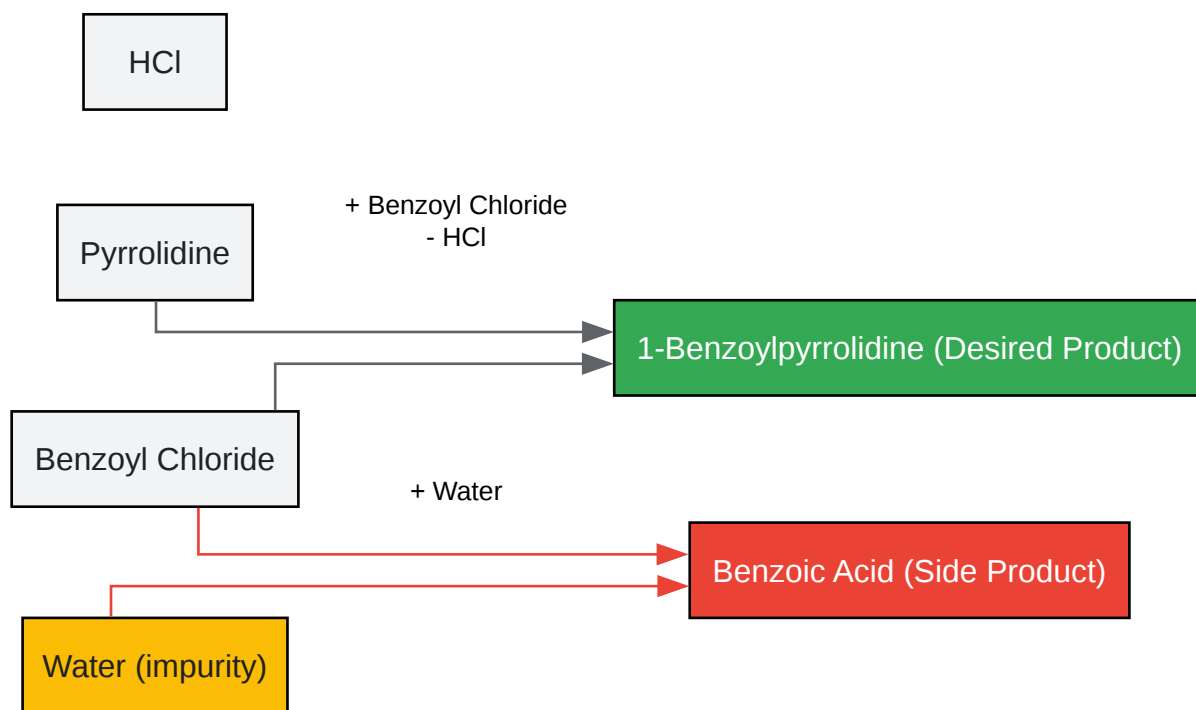 HCl
+ Benzoyl Chloride
- HCl
Pyrrolidine
1-Benzoylpyrrolidine (Desired Product)
Benzoyl Chloride
+ Water
Benzoic Acid (Side Product)
Water (impurity)